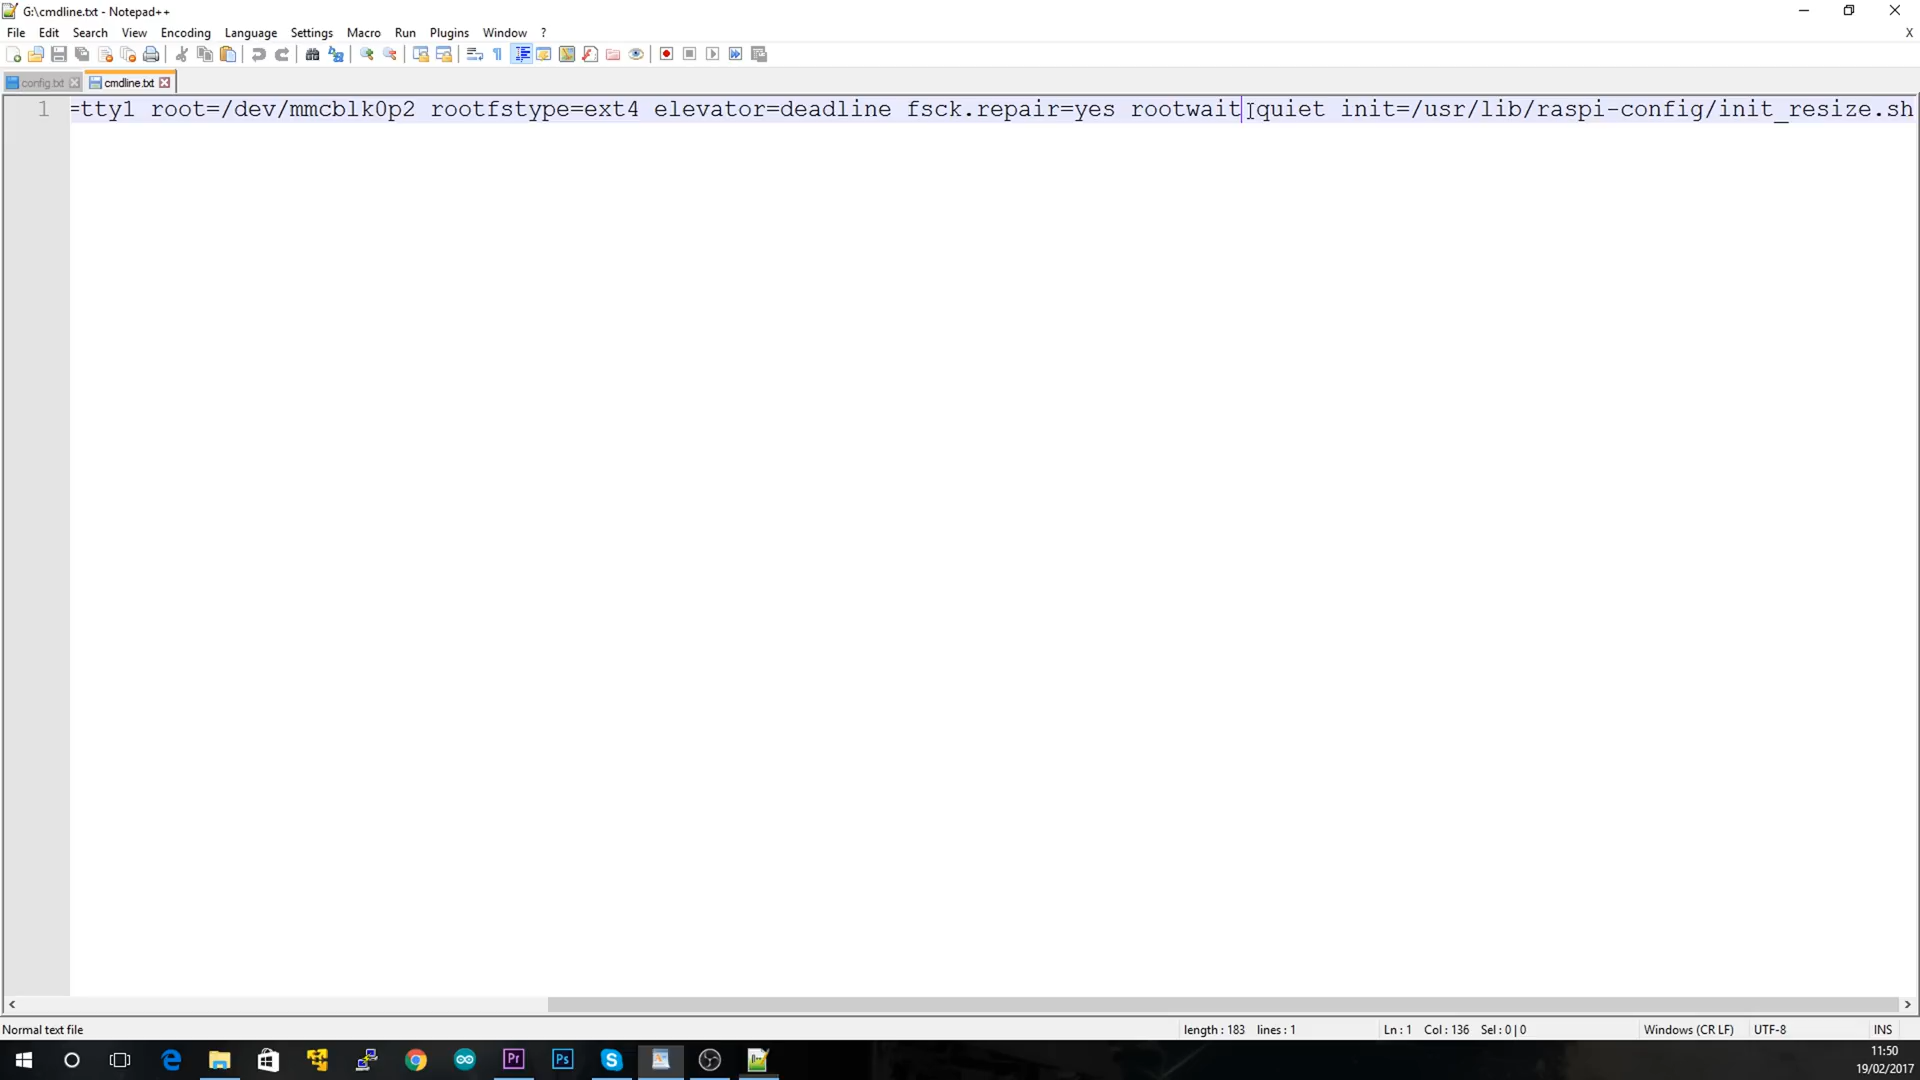 G:\cmdline.txt - Notepad++
File Edit Search View Encoding Language Settings Macro Run Plugins Window ? X
config.txt cmdline.txt
1 =tty1 root=/dev/mmcblk0p2 rootfstype=ext4 elevator=deadline fsck.repair=yes rootwait quiet init=/usr/lib/raspi-config/init_resize.sh
Normal text file length : 183 lines : 1 Ln : 1 Col : 136 Sel : 0 | 0 Windows (CR LF) UTF-8 INS
Pr Ps
11:50
19/02/2017